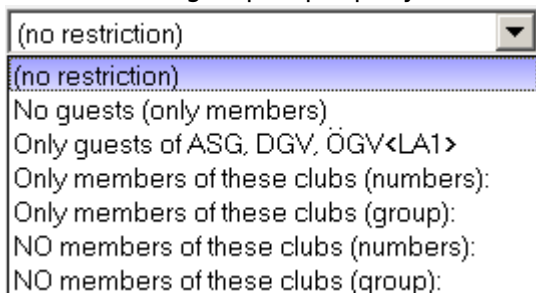 (no restriction)
(no restriction)
No guests (only members)
Only guests of ASG, DGV, ÖGV<LA1>
Only members of these clubs (numbers):
Only members of these clubs (group):
NO members of these clubs (numbers):
NO members of these clubs (group):